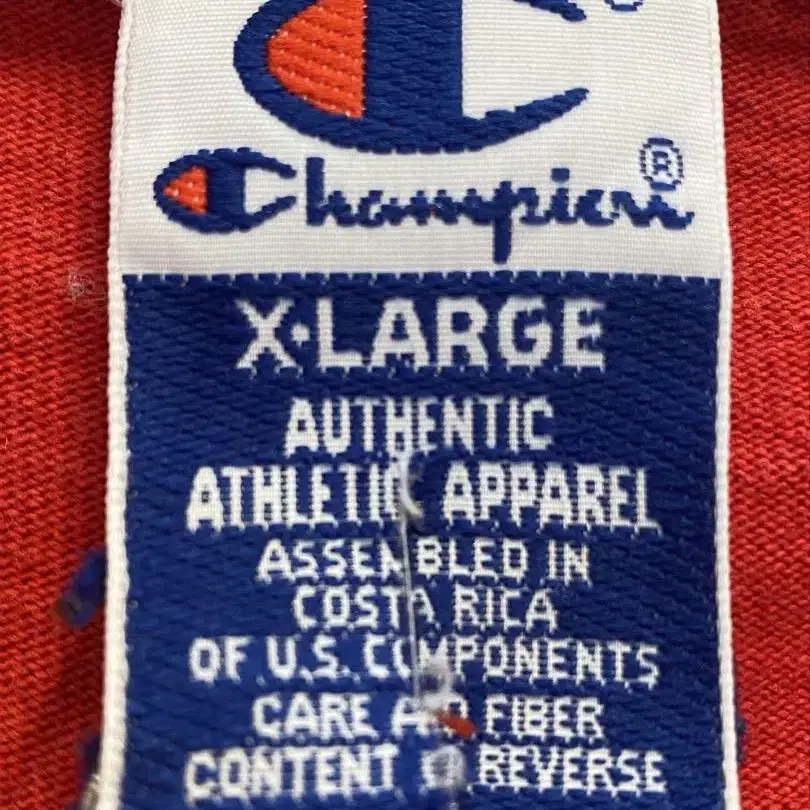 Champion®
X·LARGE
AUTHENTIC
ATHLETIC APPAREL
ASSEMBLED IN
COSTA RICA
OF U.S. COMPONENTS
CARE AND FIBER
CONTENT ON REVERSE